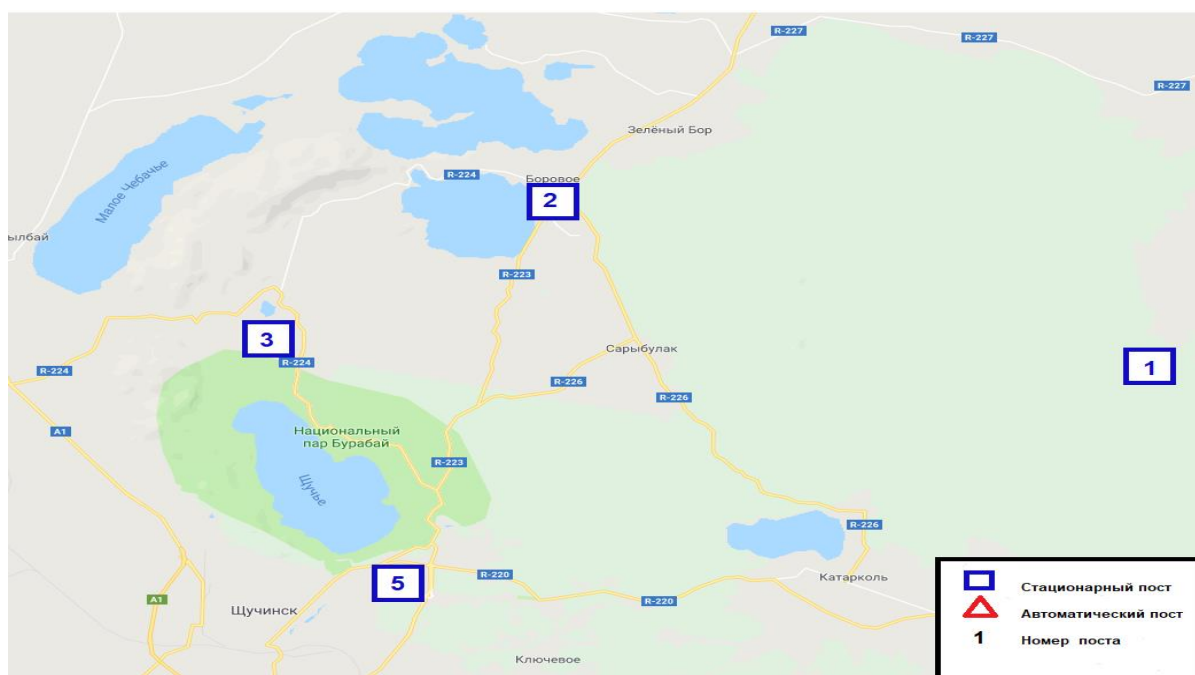 R-227
R-227
R-227
Зелёный Бор
R-224
Боровое
2
Малое Чебачье
ылбай
R-223
3
R-224
Сарыбулак
1
R-224
R-226
R-226
A1
Национальный
пар Бурабай
R-223
Щучье
R-226
5
R-220
Катарколь
A1
R-220
Щучинск
Ключевое
Стационарный пост
Автоматический пост
1 Номер поста